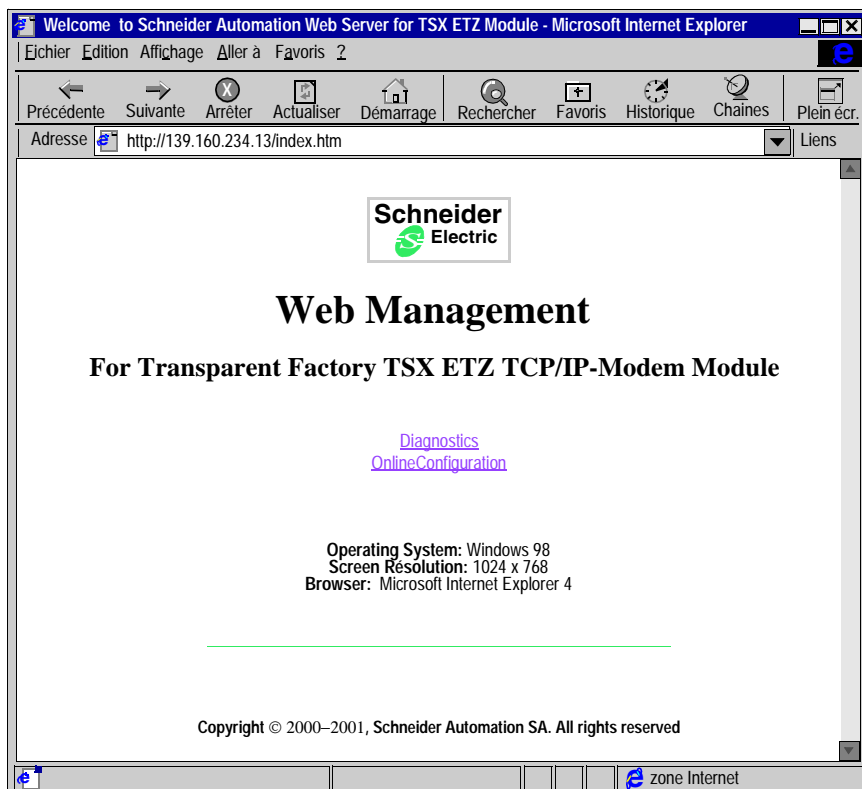 Welcome to Schneider Automation Web Server for TSX ETZ Module - Microsoft Internet Explorer
Eichier Edition Affichage Aller à Favoris ?
Précédente Suivante Arrêter Actualiser Démarrage Rechercher Favoris Historique Chaines Plein écr.
Adresse http://139.160.234.13/index.htm Liens
Schneider
Electric
Web Management
For Transparent Factory TSX ETZ TCP/IP-Modem Module
Diagnostics
OnlineConfiguration
Operating System: Windows 98
Screen Résolution: 1024 x 768
Browser: Microsoft Internet Explorer 4
Copyright © 2000–2001, Schneider Automation SA. All rights reserved
zone Internet